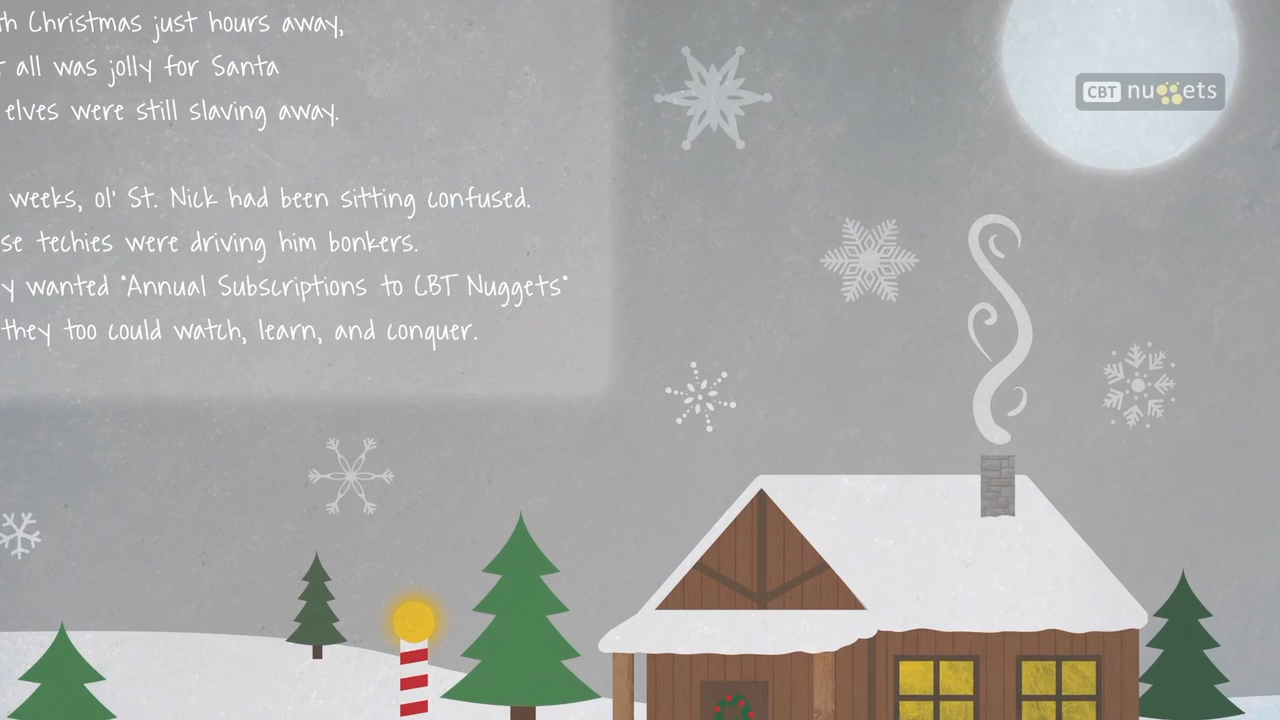 Christmas just hours away,
all was jolly for Santa
elves were still slaving away.
weeks, ol' St. Nick had been sitting confused.
techies were driving him bonkers.
wanted "Annual Subscriptions to CBT Nuggets"
they too could watch, learn, and conquer.
CBT nuggets